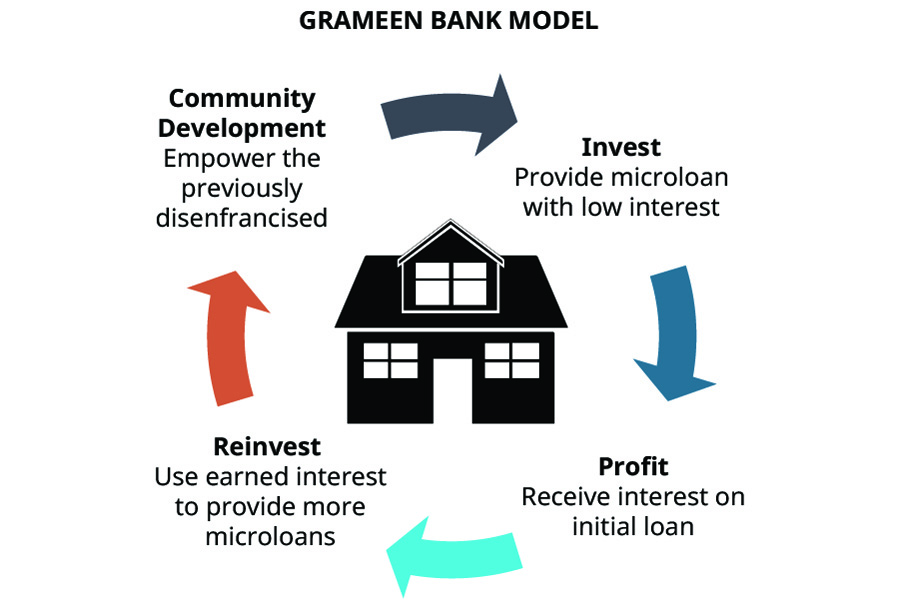 GRAMEEN BANK MODEL
Community
Development
Empower the
previously
disenfrancised
Invest
Provide microloan
with low interest
Profit
Receive interest on
initial loan
Reinvest
Use earned interest
to provide more
microloans